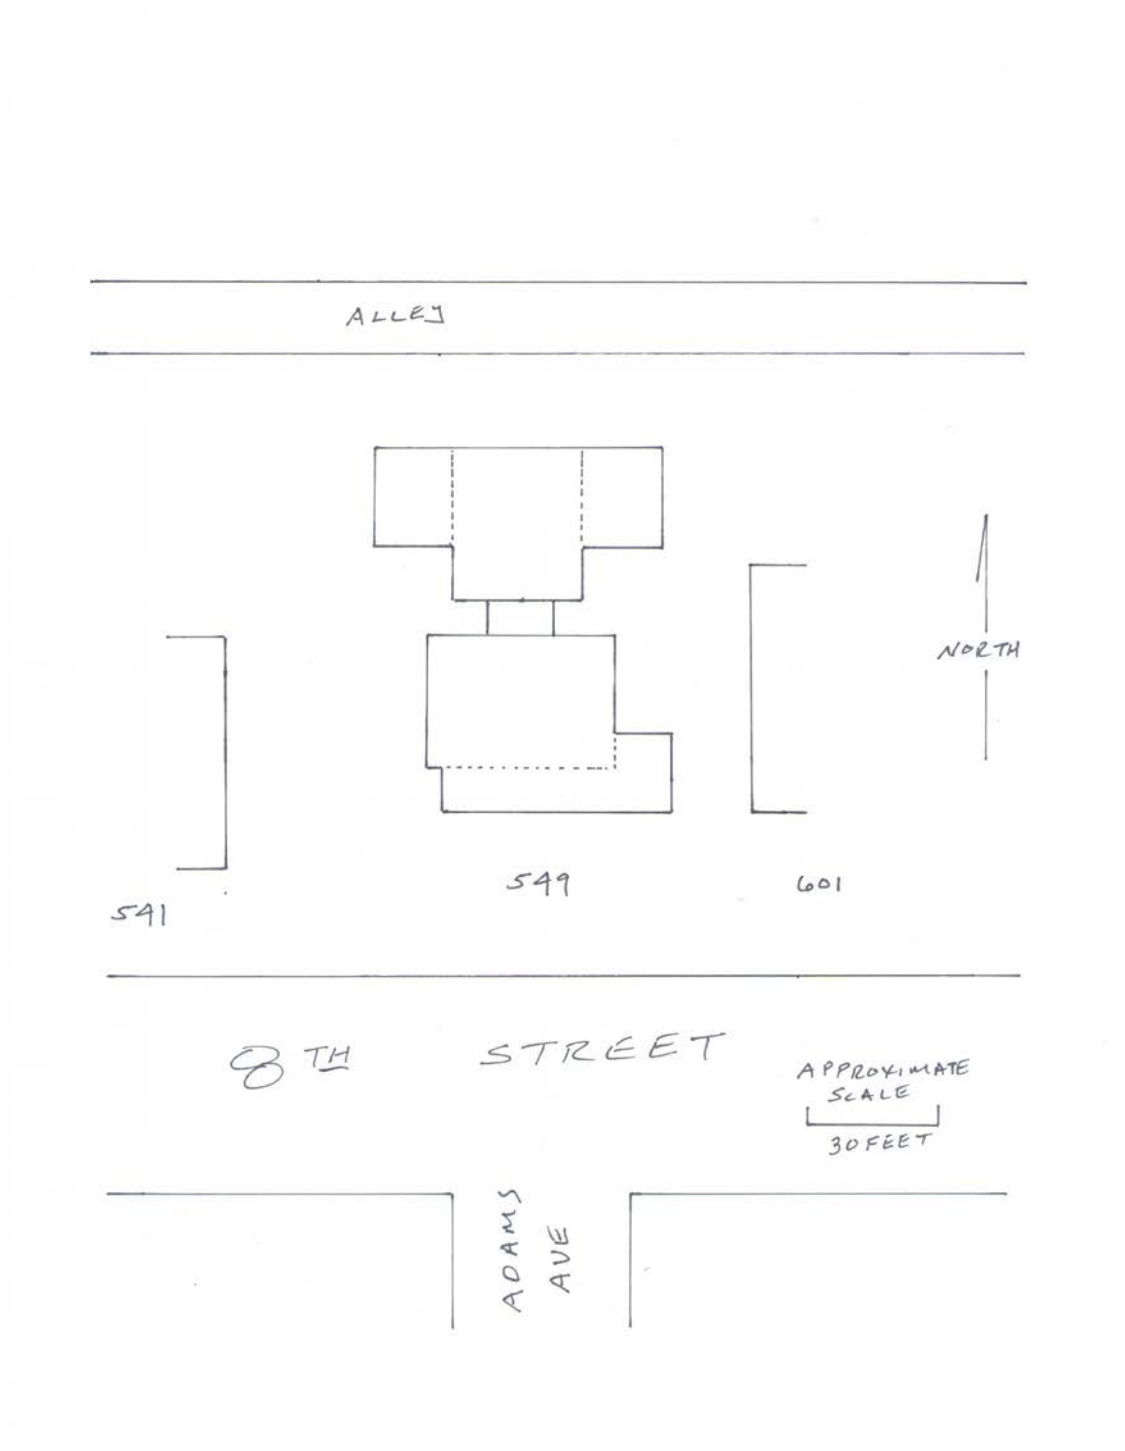 ALLEY
NORTH
549
601
541
8TH STREET
APPROXIMATE
SCALE
30 FEET
ADAMS
AVE